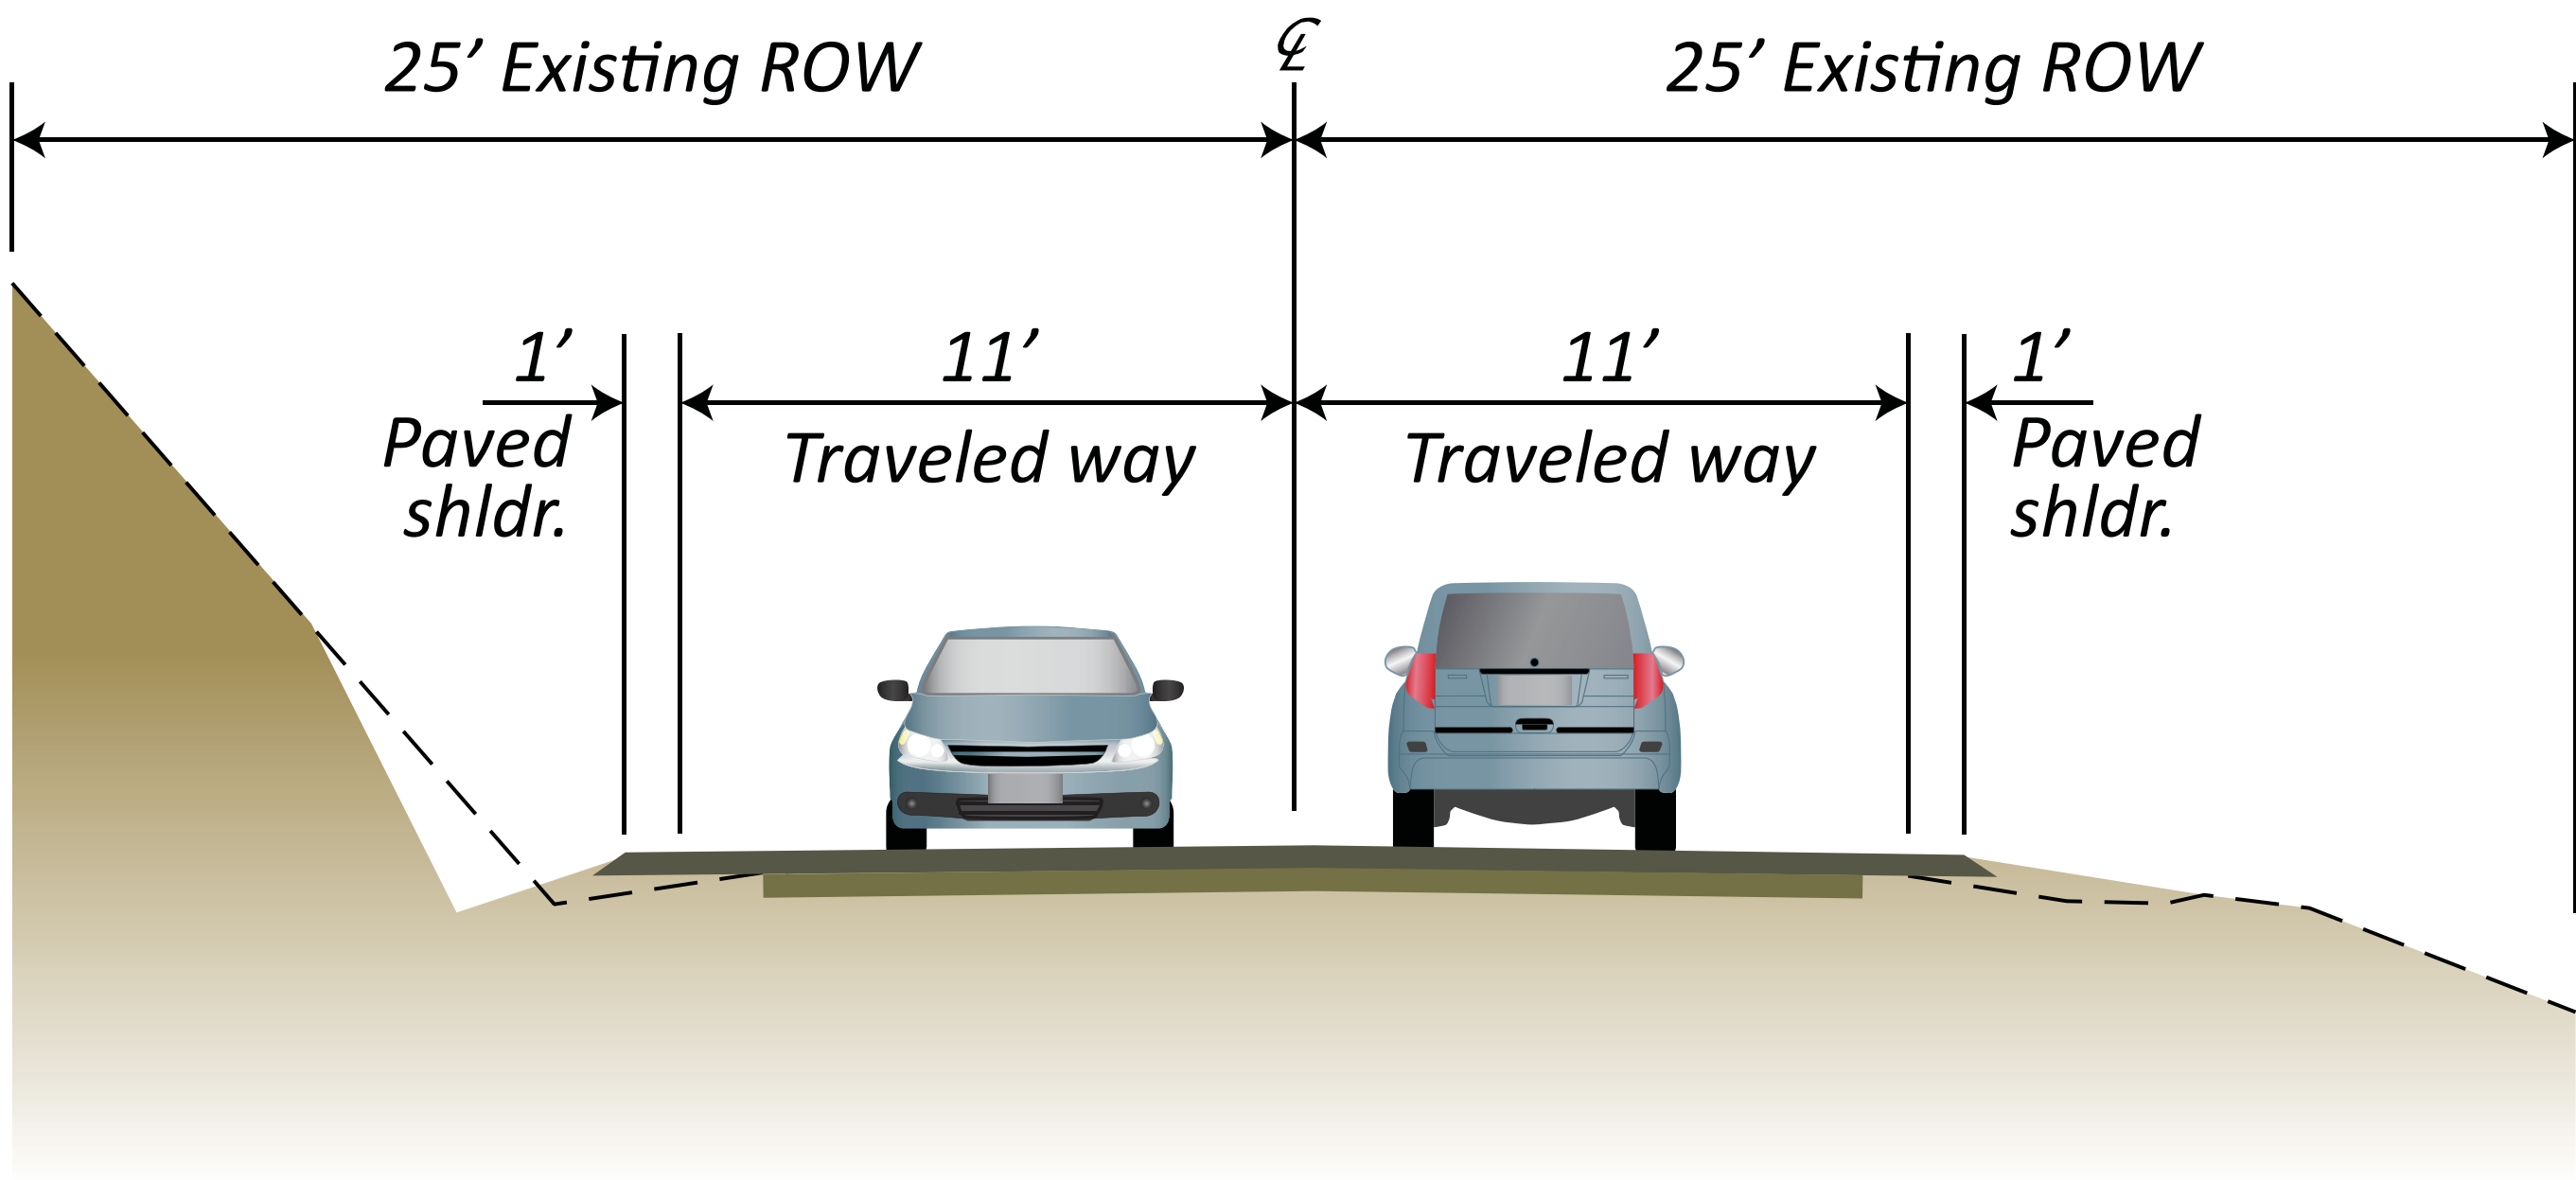 25’ Existing ROW
℄
25’ Existing ROW
1’
Paved
shldr.
11’
Traveled way
11’
Traveled way
1’
Paved
shldr.